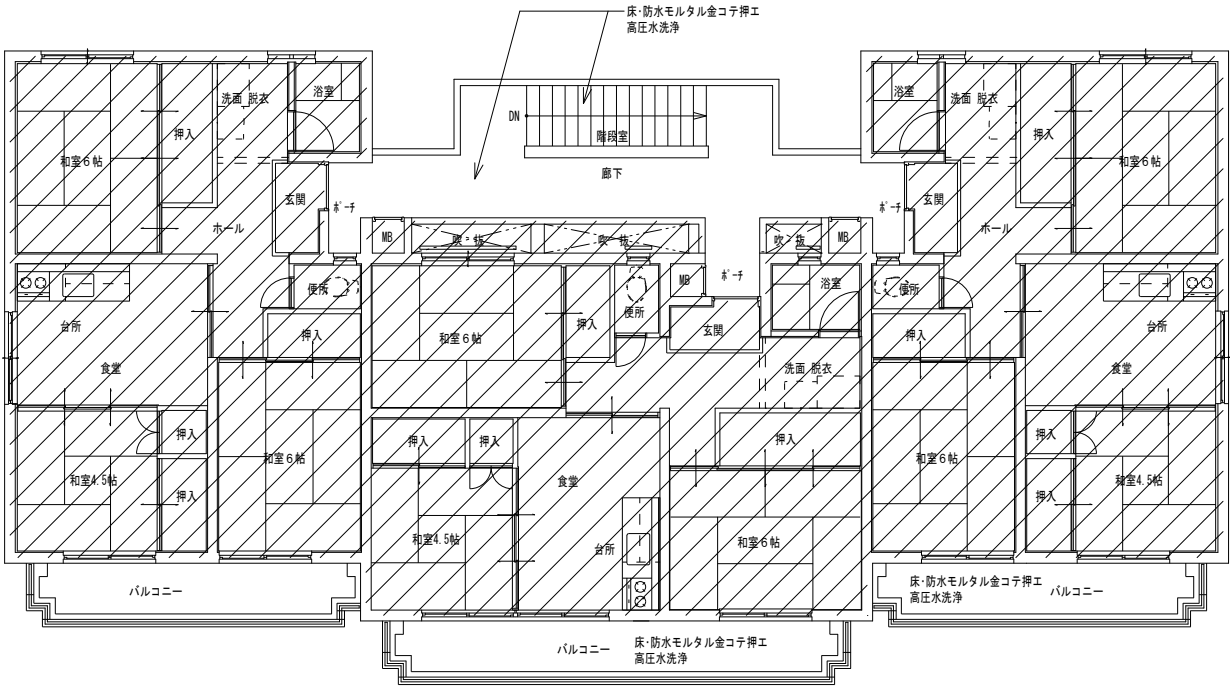 床・防水モルタル金コテ押エ
高圧水洗浄
浴室
洗面 脱衣
押入
和室６帖
玄関
ホール
ﾎﾟｰﾁ
DN
階段室
廊下
浴室
洗面 脱衣
押入
和室６帖
玄関
ﾎﾟｰﾁ
ホール
MB
吹 抜
吹 抜
吹 抜
MB
MB
ﾎﾟｰﾁ
便所
台所
食堂
押入
和室６帖
押入
便所
玄関
浴室
洗面 脱衣
便所
押入
台所
食堂
和室4.5帖
押入
押入
和室６帖
押入
押入
食堂
押入
和室4.5帖
台所
和室６帖
和室６帖
押入
押入
和室4.5帖
バルコニー
バルコニー
床・防水モルタル金コテ押エ
高圧水洗浄
床・防水モルタル金コテ押エ
高圧水洗浄
バルコニー